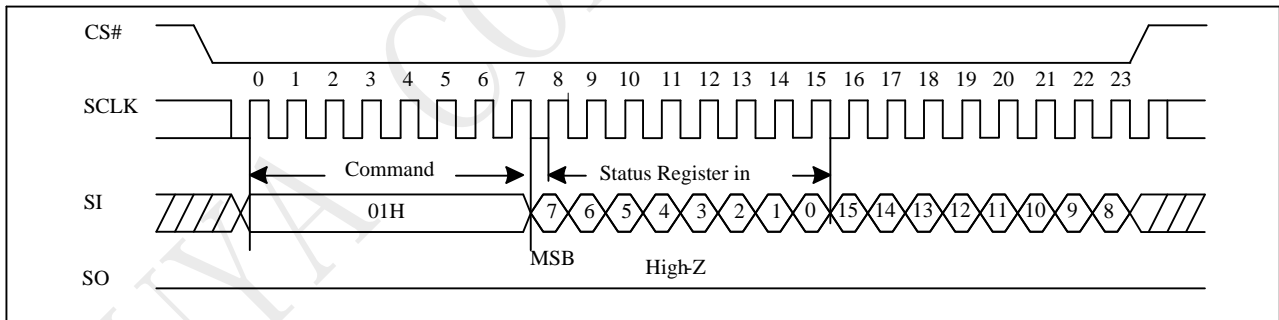 CS#
0 1 2 3 4 5 6 7 8 9 10 11 12 13 14 15 16 17 18 19 20 21 22 23
SCLK
Command Status Register in
SI 01H 7 6 5 4 3 2 1 0 15 14 13 12 11 10 9 8
MSB High-Z
SO